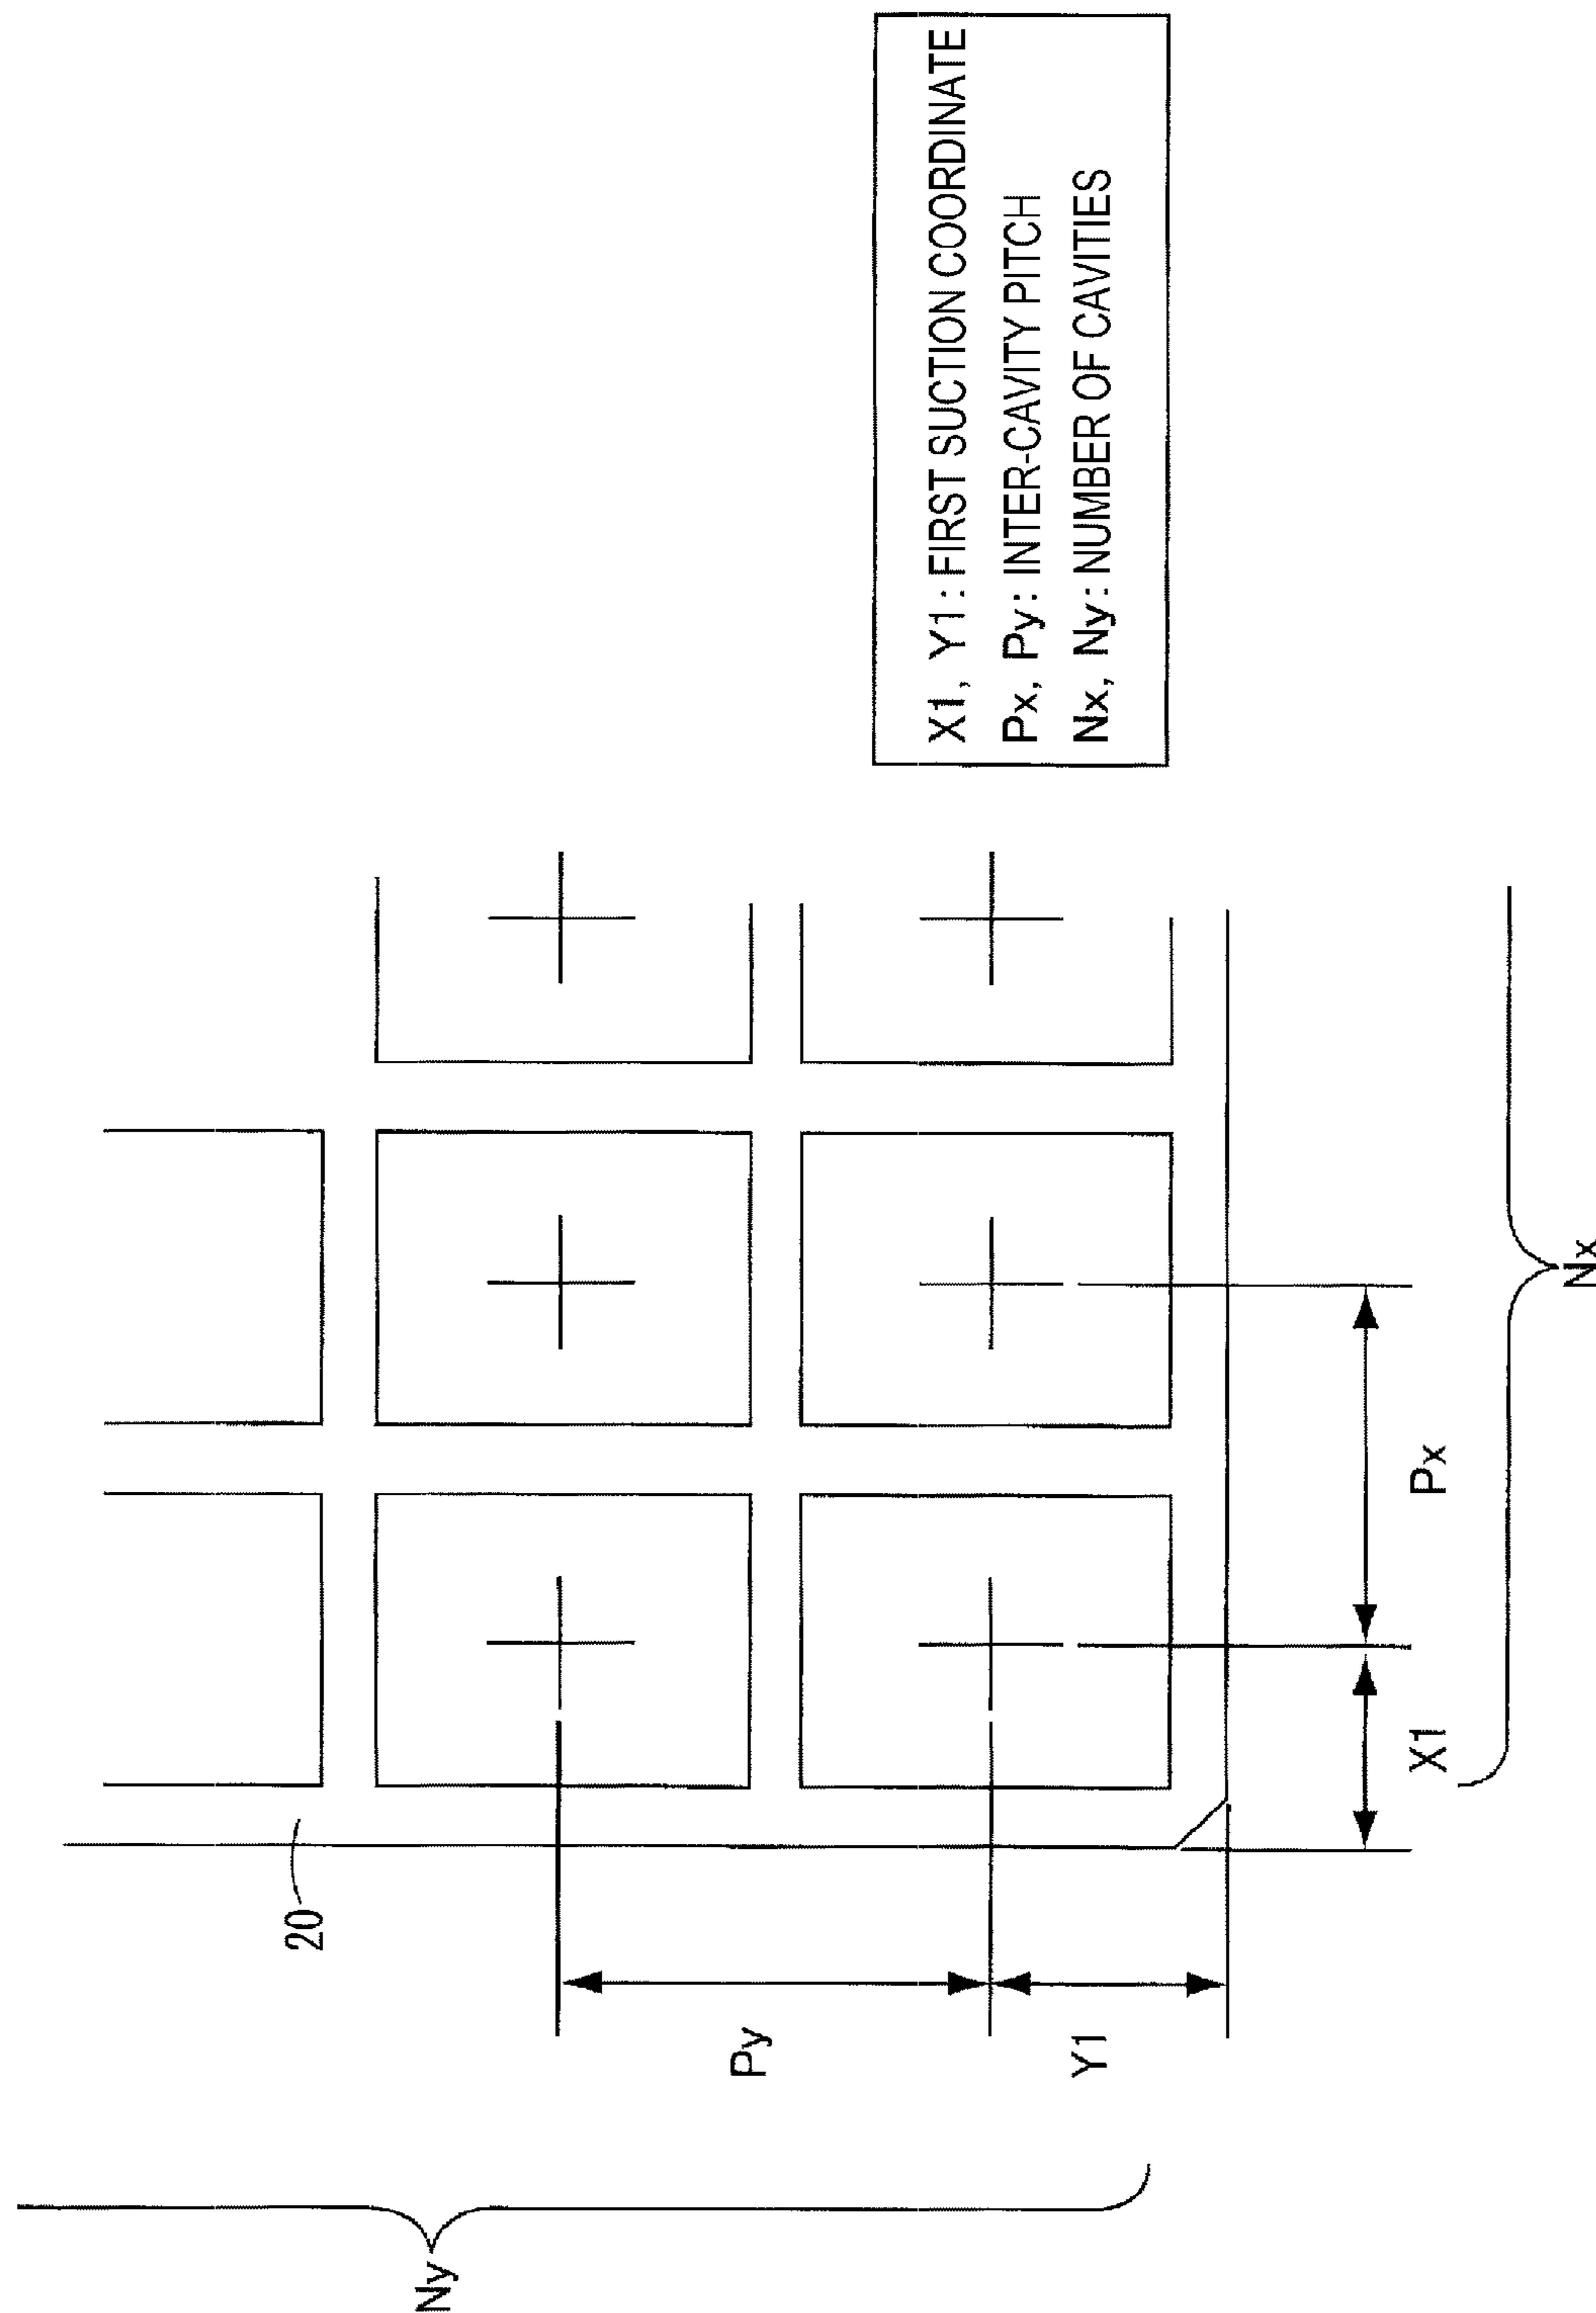 X1, Y1: FIRST SUCTION COORDINATE
Px, Py: INTER-CAVITY PITCH
Nx, Ny: NUMBER OF CAVITIES
20
Ny
Py
Y1
X1
Px
Nx